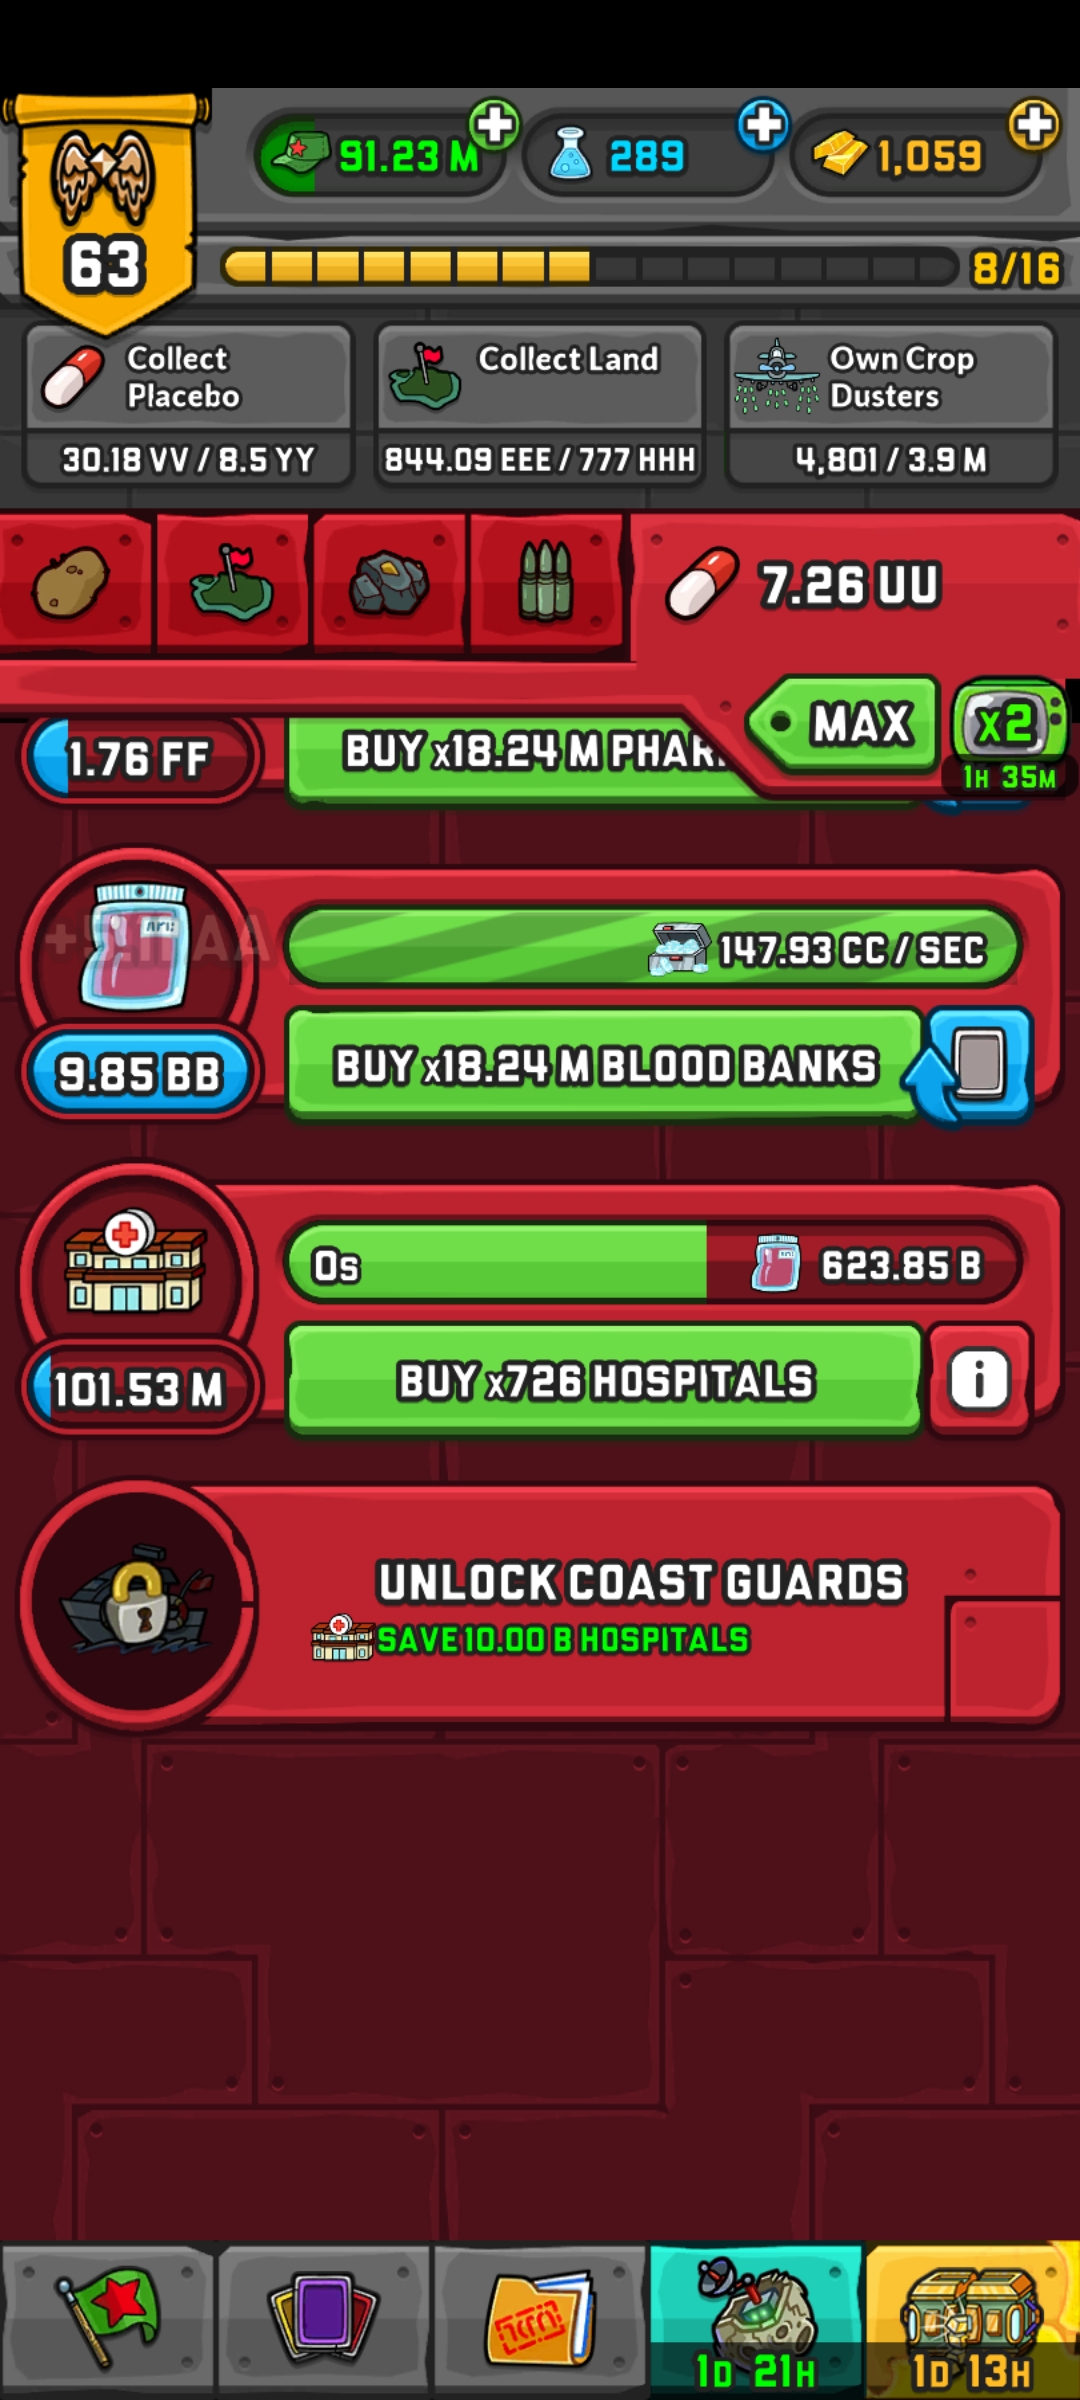 91.23 M
289
1,059
63
8/16
Collect
Placebo
30.18 VV / 8.5 YY
Collect Land
844.09 EEE / 777 HHH
Own Crop
Dusters
4,801 / 3.9 M
7.26 UU
MAX
X2
1H 35M
1.76 FF
BUY x18.24 M PHAR
147.93 CC / SEC
9.85 BB
BUY x18.24 M BLOOD BANKS
0s
623.85 B
101.53 M
BUY x726 HOSPITALS
i
UNLOCK COAST GUARDS
SAVE 10.00 B HOSPITALS
1D 21H
1D 13H